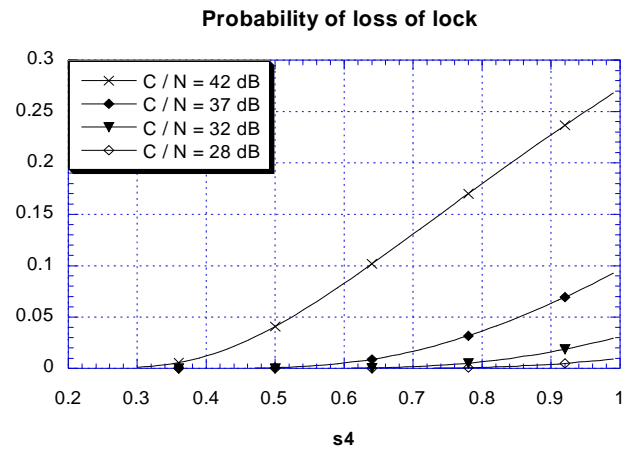 Probability of loss of lock
0.3
0.25
0.2
0.15
0.1
0.05
0
C / N = 42 dB
C / N = 37 dB
C / N = 32 dB
C / N = 28 dB
0.2 0.3 0.4 0.5 0.6 0.7 0.8 0.9 1
s4